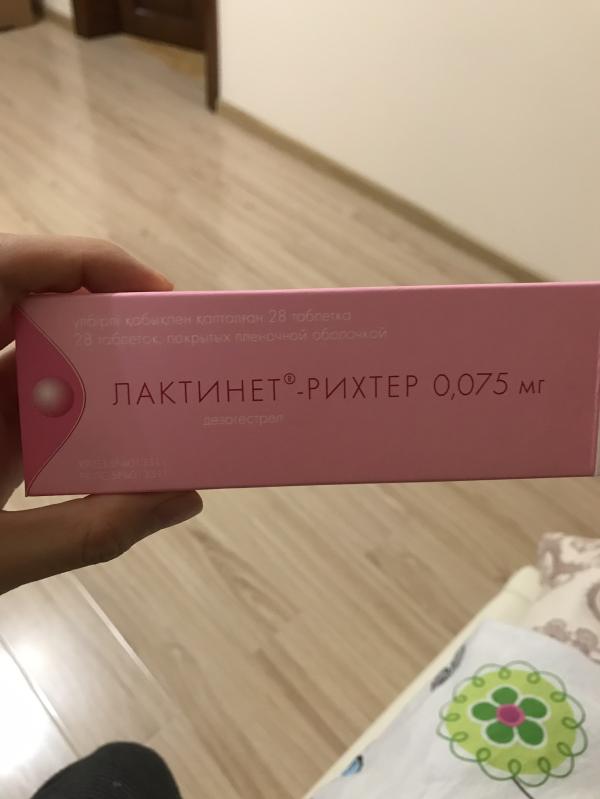 үлбірлі қабықпен қапталған 28 таблетка
28 таблеток, покрытых пленочной оболочкой
ЛАКТИНЕТ®-РИХТЕР 0,075 мг
дезогестрел